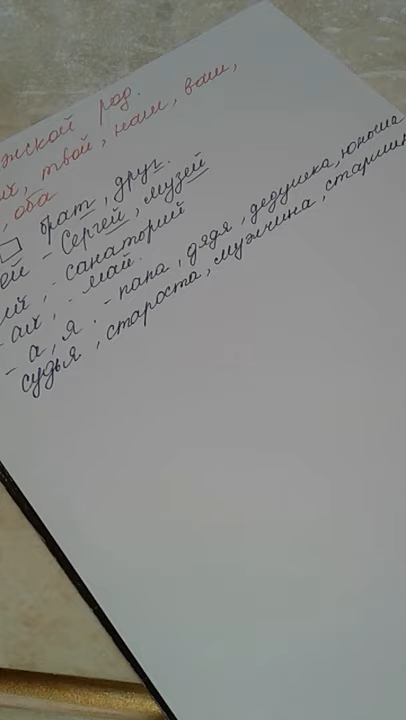 жской род.
, твой, наш, ваш,
, оба
брат, друг.
ей - Сергей, музей
ий, - санаторий
- ай, - май.
- а, я. - папа, дядя, дедушка, юноша
судья, староста, мужчина, старшин